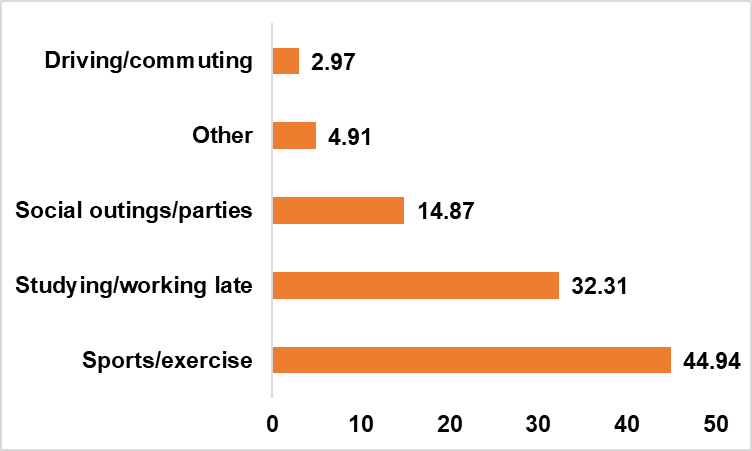 Driving/commuting 2.97
Other 4.91
Social outings/parties 14.87
Studying/working late 32.31
Sports/exercise 44.94
0 10 20 30 40 50